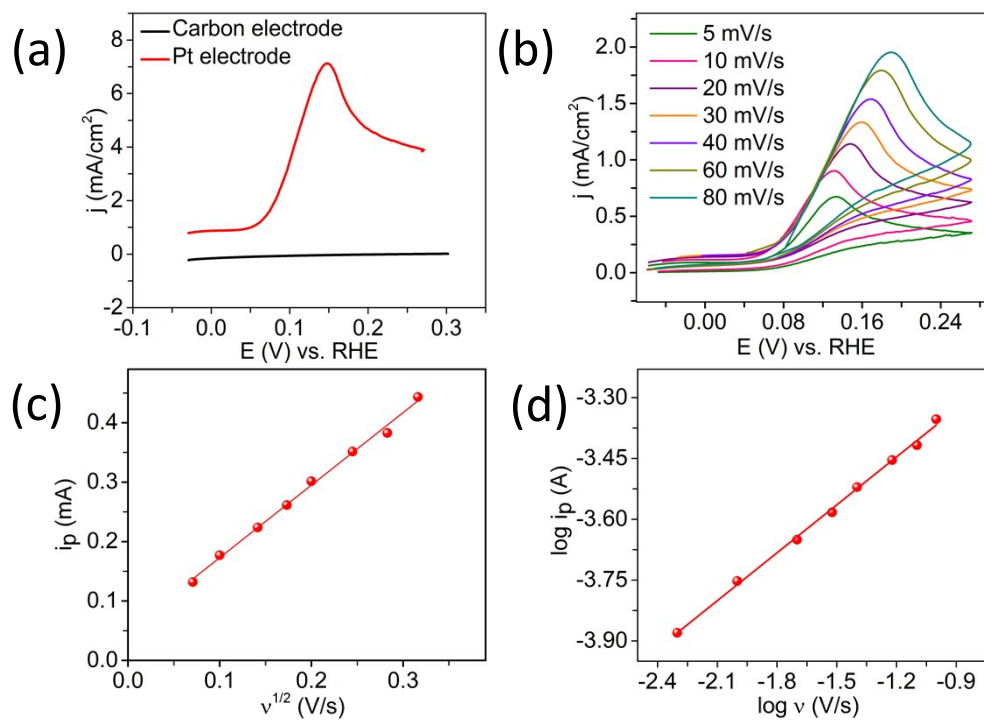 (a)
Carbon electrode
Pt electrode
8
6
4
2
0
-2
j (mA/cm²)
-0.1
0.0
0.1
0.2
0.3
E (V) vs. RHE
(b)
5 mV/s
10 mV/s
20 mV/s
30 mV/s
40 mV/s
60 mV/s
80 mV/s
2.0
1.5
1.0
0.5
0.0
j (mA/cm²)
0.00
0.08
0.16
0.24
E (V) vs. RHE
(c)
0.4
0.3
0.2
0.1
0.0
iₚ (mA)
0.0
0.1
0.2
0.3
ν¹/² (V/s)
(d)
-3.30
-3.45
-3.60
-3.75
-3.90
log iₚ (A)
-2.4
-2.1
-1.8
-1.5
-1.2
-0.9
log ν (V/s)